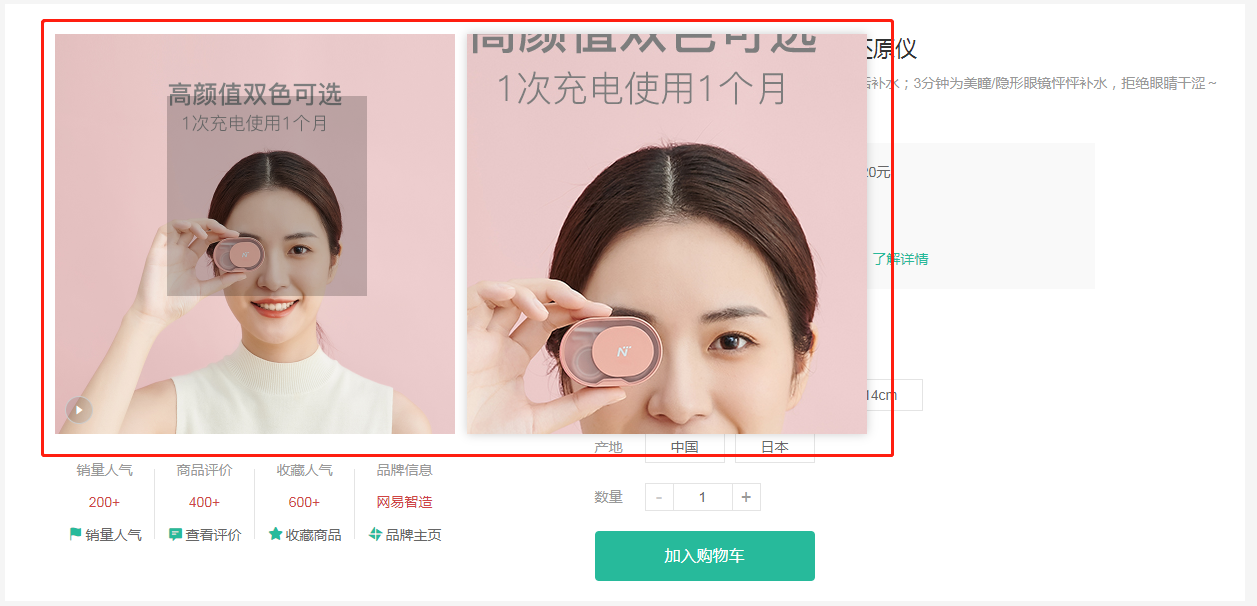 高颜值双色可选
1次充电使用1个月
高颜值双色可选
1次充电使用1个月
N
原仪
补水；3分钟为美瞳/隐形眼镜怦怦补水，拒绝眼睛干涩~
20元
了解详情
14cm
产地 中国 日本
数量 - 1 +
加入购物车
销量人气 商品评价 收藏人气 品牌信息
200+ 400+ 600+ 网易智造
销量人气 查看评价 收藏商品 品牌主页